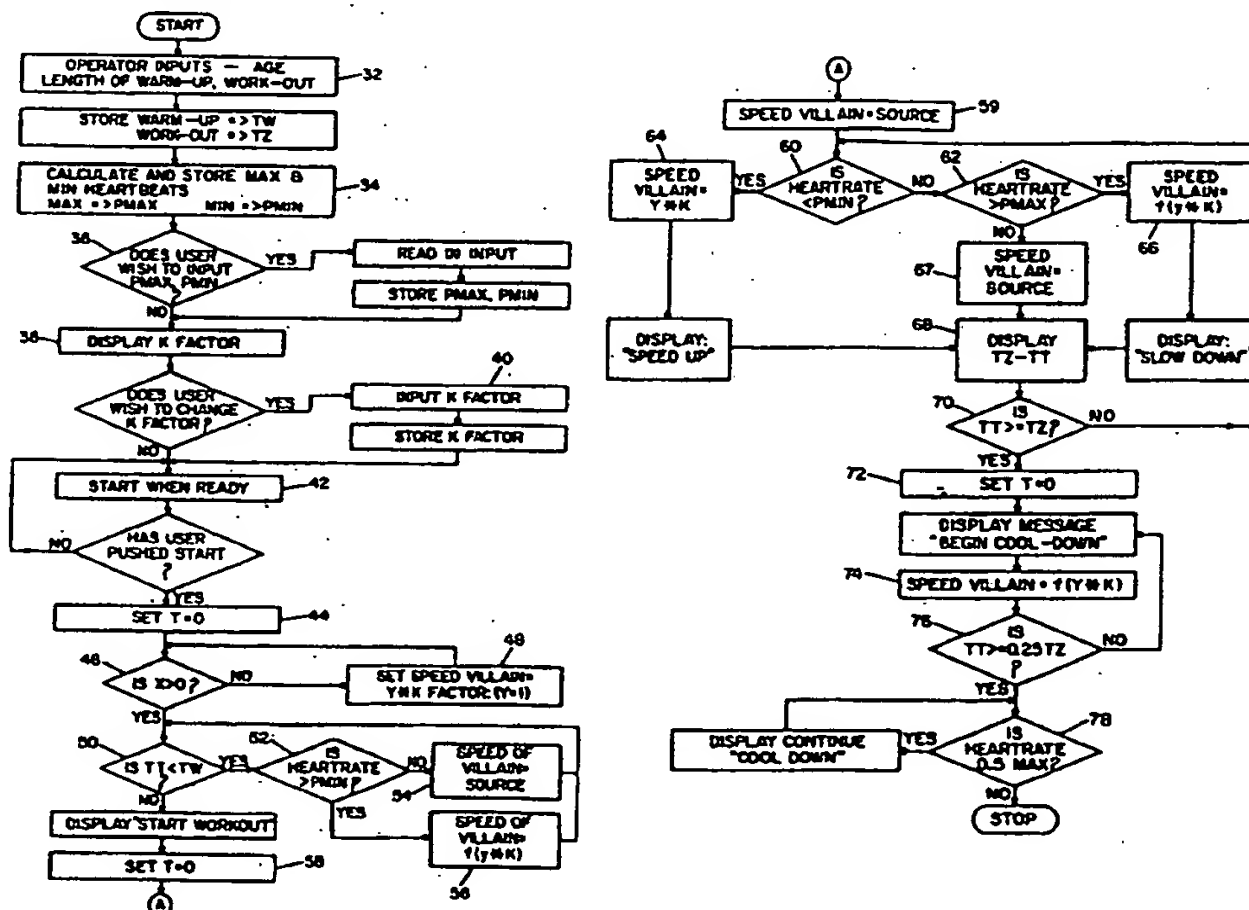 START
OPERATOR INPUTS — AGE
LENGTH OF WARM-UP, WORK-OUT
32
STORE WARM-UP => TW
WORK-OUT => TZ
CALCULATE AND STORE MAX &
MIN HEARTBEATS
MAX => PMAX MIN => PMIN
34
36
DOES USER
WISH TO INPUT
PMAX, PMIN
?
YES
NO
READ IN INPUT
STORE PMAX, PMIN
38
DISPLAY K FACTOR
DOES USER
WISH TO CHANGE
K FACTOR?
YES
NO
40
INPUT K FACTOR
STORE K FACTOR
START WHEN READY
42
HAS USER
PUSHED START
?
NO
YES
SET T=0
44
46
IS X>0?
NO
YES
48
SET SPEED VILLAIN=
Y*K FACTOR:(Y=1)
50
IS TT<TW
?
YES
NO
52
IS
HEARTRATE
>PMIN?
NO
YES
54
SPEED OF
VILLAIN=
SOURCE
SPEED OF
VILLAIN=
f(y*K)
56
DISPLAY "START WORKOUT"
SET T=0
58
A
A
SPEED VILLAIN=SOURCE
59
64
SPEED
VILLAIN=
Y*K
60
IS
HEARTRATE
<PMIN?
YES
NO
62
IS
HEARTRATE
>PMAX?
YES
NO
SPEED
VILLAIN=
f(y*K)
66
67
SPEED
VILLAIN=
SOURCE
DISPLAY:
"SPEED UP"
68
DISPLAY
TZ-TT
DISPLAY:
"SLOW DOWN"
70
IS
TT>=TZ?
NO
YES
72
SET T=0
DISPLAY MESSAGE
"BEGIN COOL-DOWN"
74
SPEED VILLAIN = f(Y*K)
76
IS
TT>=0.25TZ
?
NO
YES
78
IS
HEARTRATE
0.5 MAX?
YES
NO
DISPLAY CONTINUE
"COOL DOWN"
STOP